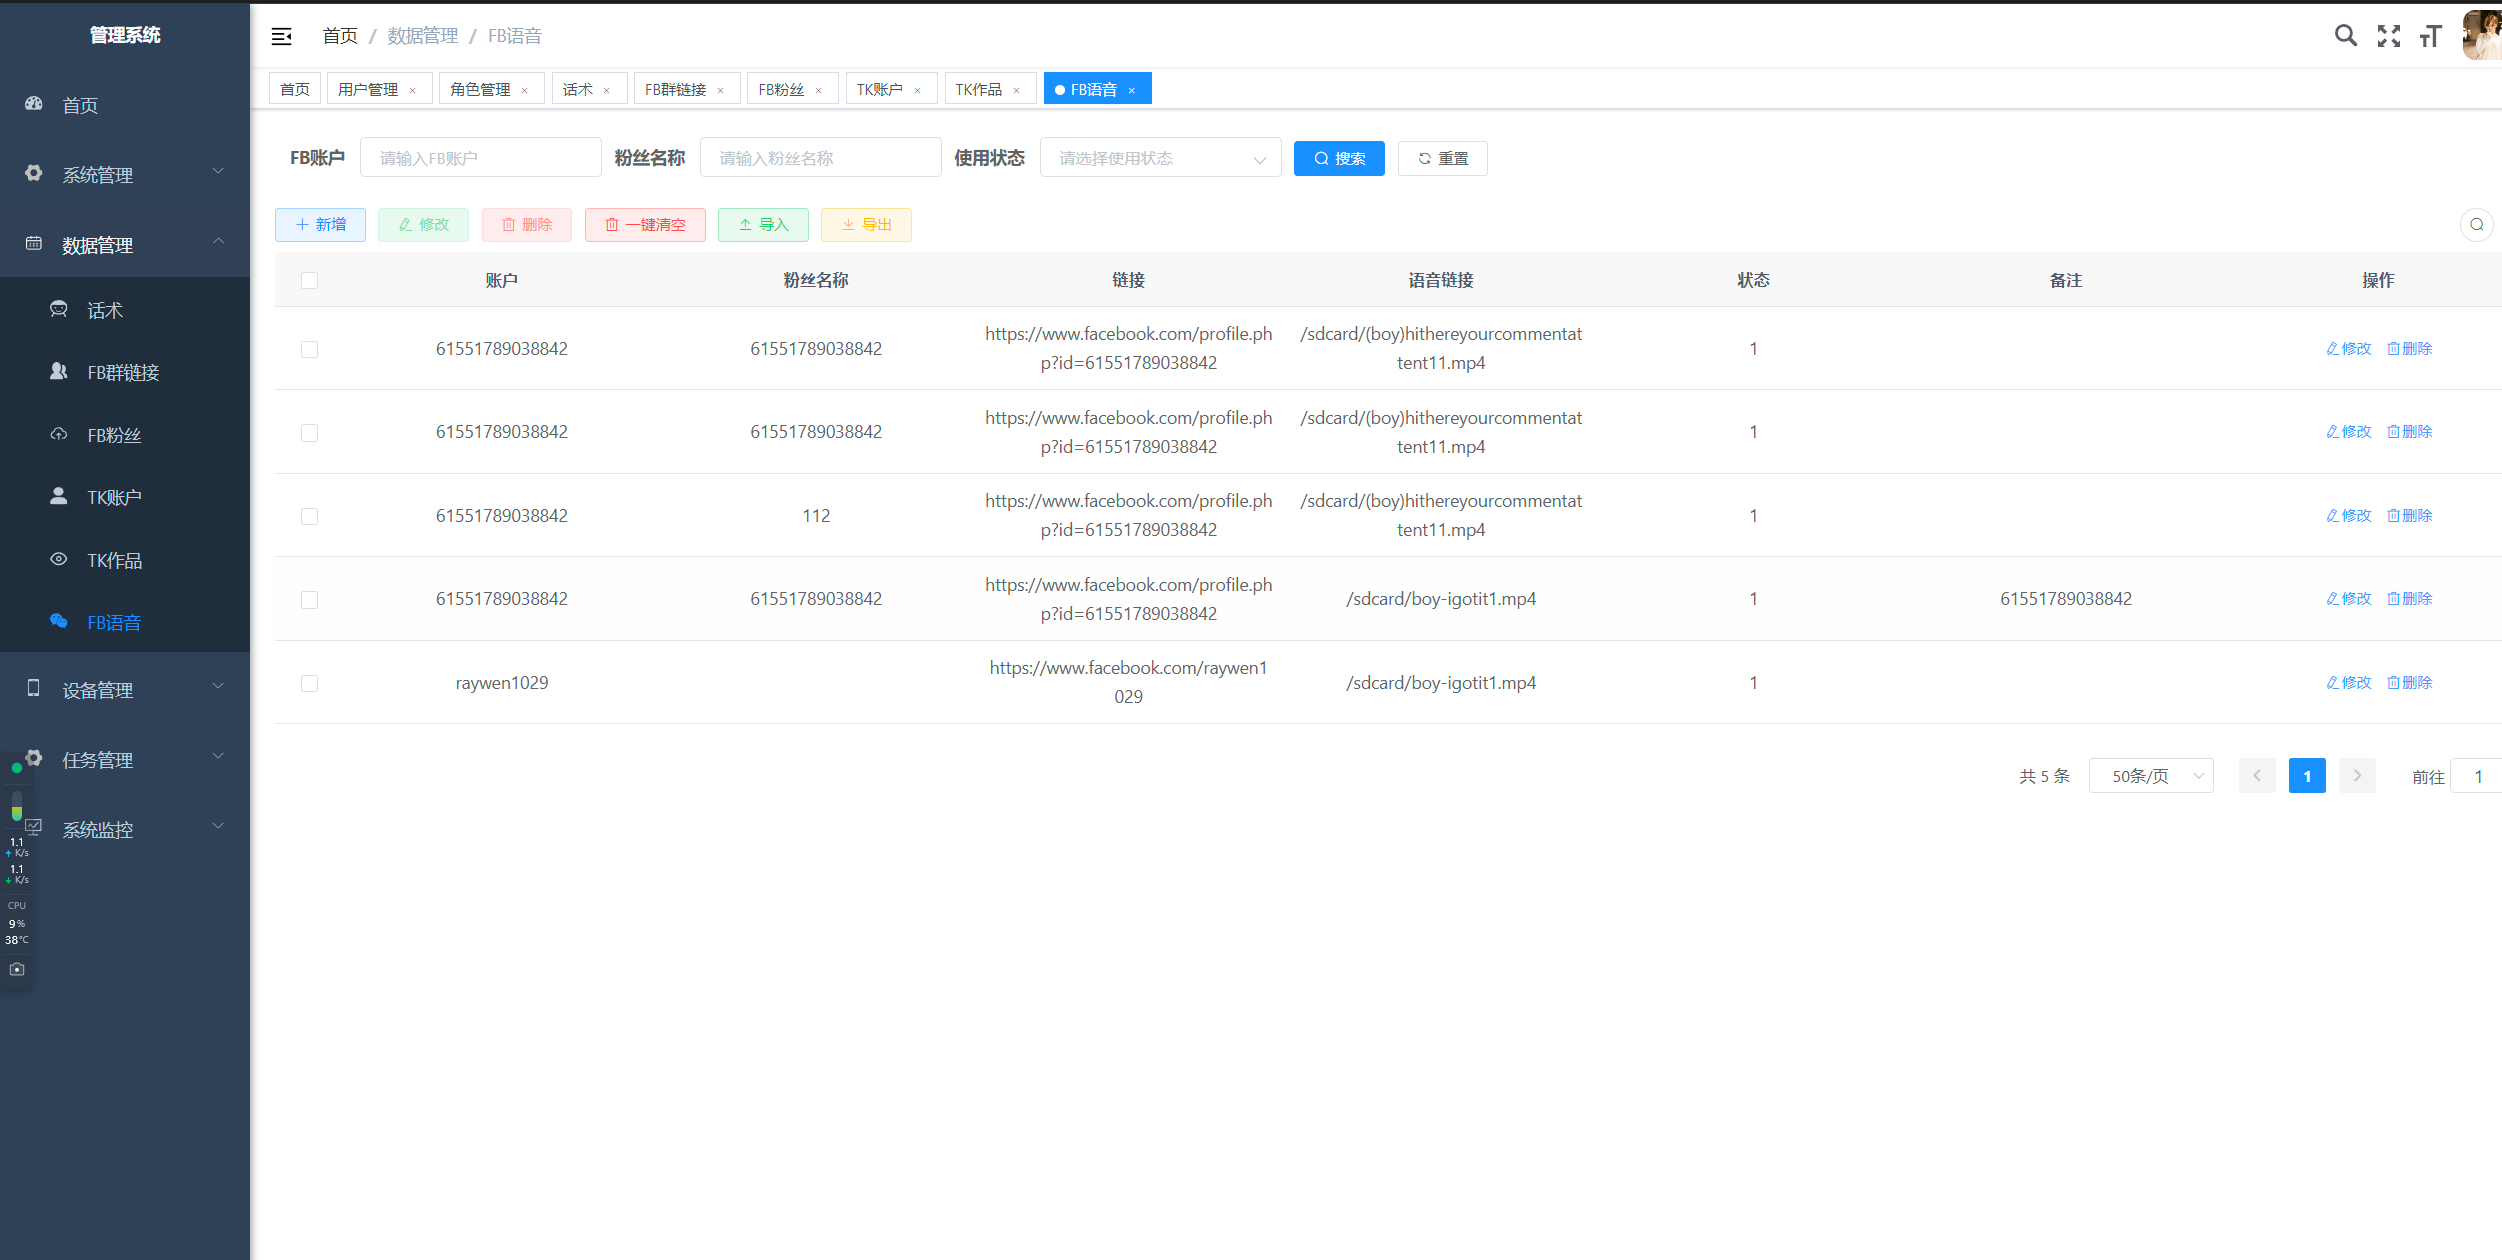 管理系统
首页
系统管理
数据管理
话术
FB群链接
FB粉丝
TK账户
TK作品
FB语音
设备管理
任务管理
系统监控
1.1
K/s
1.1
K/s
CPU
9%
38°C
首页 / 数据管理 / FB语音
首页 用户管理 × 角色管理 × 话术 × FB群链接 × FB粉丝 × TK账户 × TK作品 × FB语音 ×
FB账户 请输入FB账户 粉丝名称 请输入粉丝名称 使用状态 请选择使用状态 搜索 重置
新增 修改 删除 一键清空 导入 导出
账户 粉丝名称 链接 语音链接 状态 备注 操作
61551789038842 61551789038842 https://www.facebook.com/profile.ph /sdcard/(boy)hithereyourcommentat 1 修改 删除
p?id=61551789038842 tent11.mp4
61551789038842 61551789038842 https://www.facebook.com/profile.ph /sdcard/(boy)hithereyourcommentat 1 修改 删除
p?id=61551789038842 tent11.mp4
61551789038842 112 https://www.facebook.com/profile.ph /sdcard/(boy)hithereyourcommentat 1 修改 删除
p?id=61551789038842 tent11.mp4
61551789038842 61551789038842 https://www.facebook.com/profile.ph /sdcard/boy-igotit1.mp4 1 61551789038842 修改 删除
p?id=61551789038842
raywen1029 https://www.facebook.com/raywen1 /sdcard/boy-igotit1.mp4 1 修改 删除
029
共 5 条 50条/页 1 前往 1